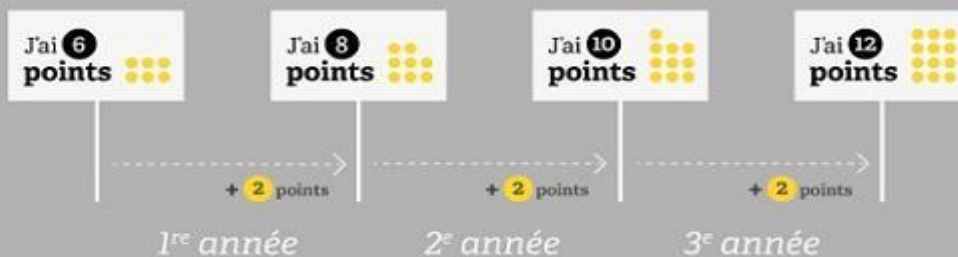 J'ai 6
points
J'ai 8
points
J'ai 10
points
J'ai 12
points
+ 2 points
+ 2 points
+ 2 points
1re année
2e année
3e année